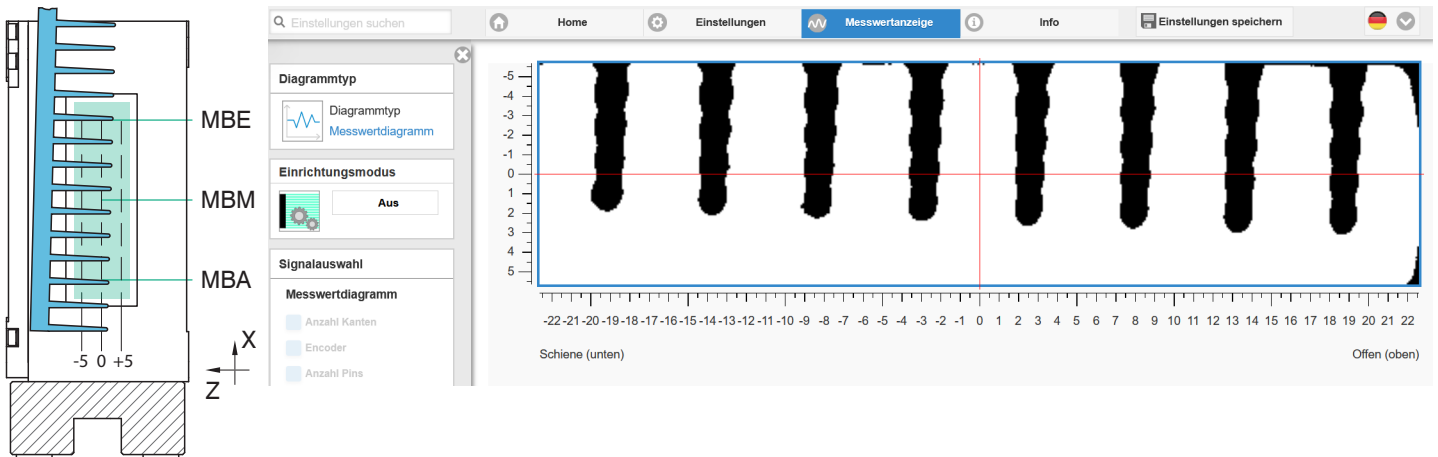 MBE
MBM
MBA
-5 0 +5
X
Z
Einstellungen suchen
Home
Einstellungen
Messwertanzeige
Info
Einstellungen speichern
Diagrammtyp
Diagrammtyp
Messwertdiagramm
Einrichtungsmodus
Aus
Signalauswahl
Messwertdiagramm
Anzahl Kanten
Encoder
Anzahl Pins
-5
-4
-3
-2
-1
0
1
2
3
4
5
-22 -21 -20 -19 -18 -17 -16 -15 -14 -13 -12 -11 -10 -9 -8 -7 -6 -5 -4 -3 -2 -1 0 1 2 3 4 5 6 7 8 9 10 11 12 13 14 15 16 17 18 19 20 21 22
Schiene (unten)
Offen (oben)